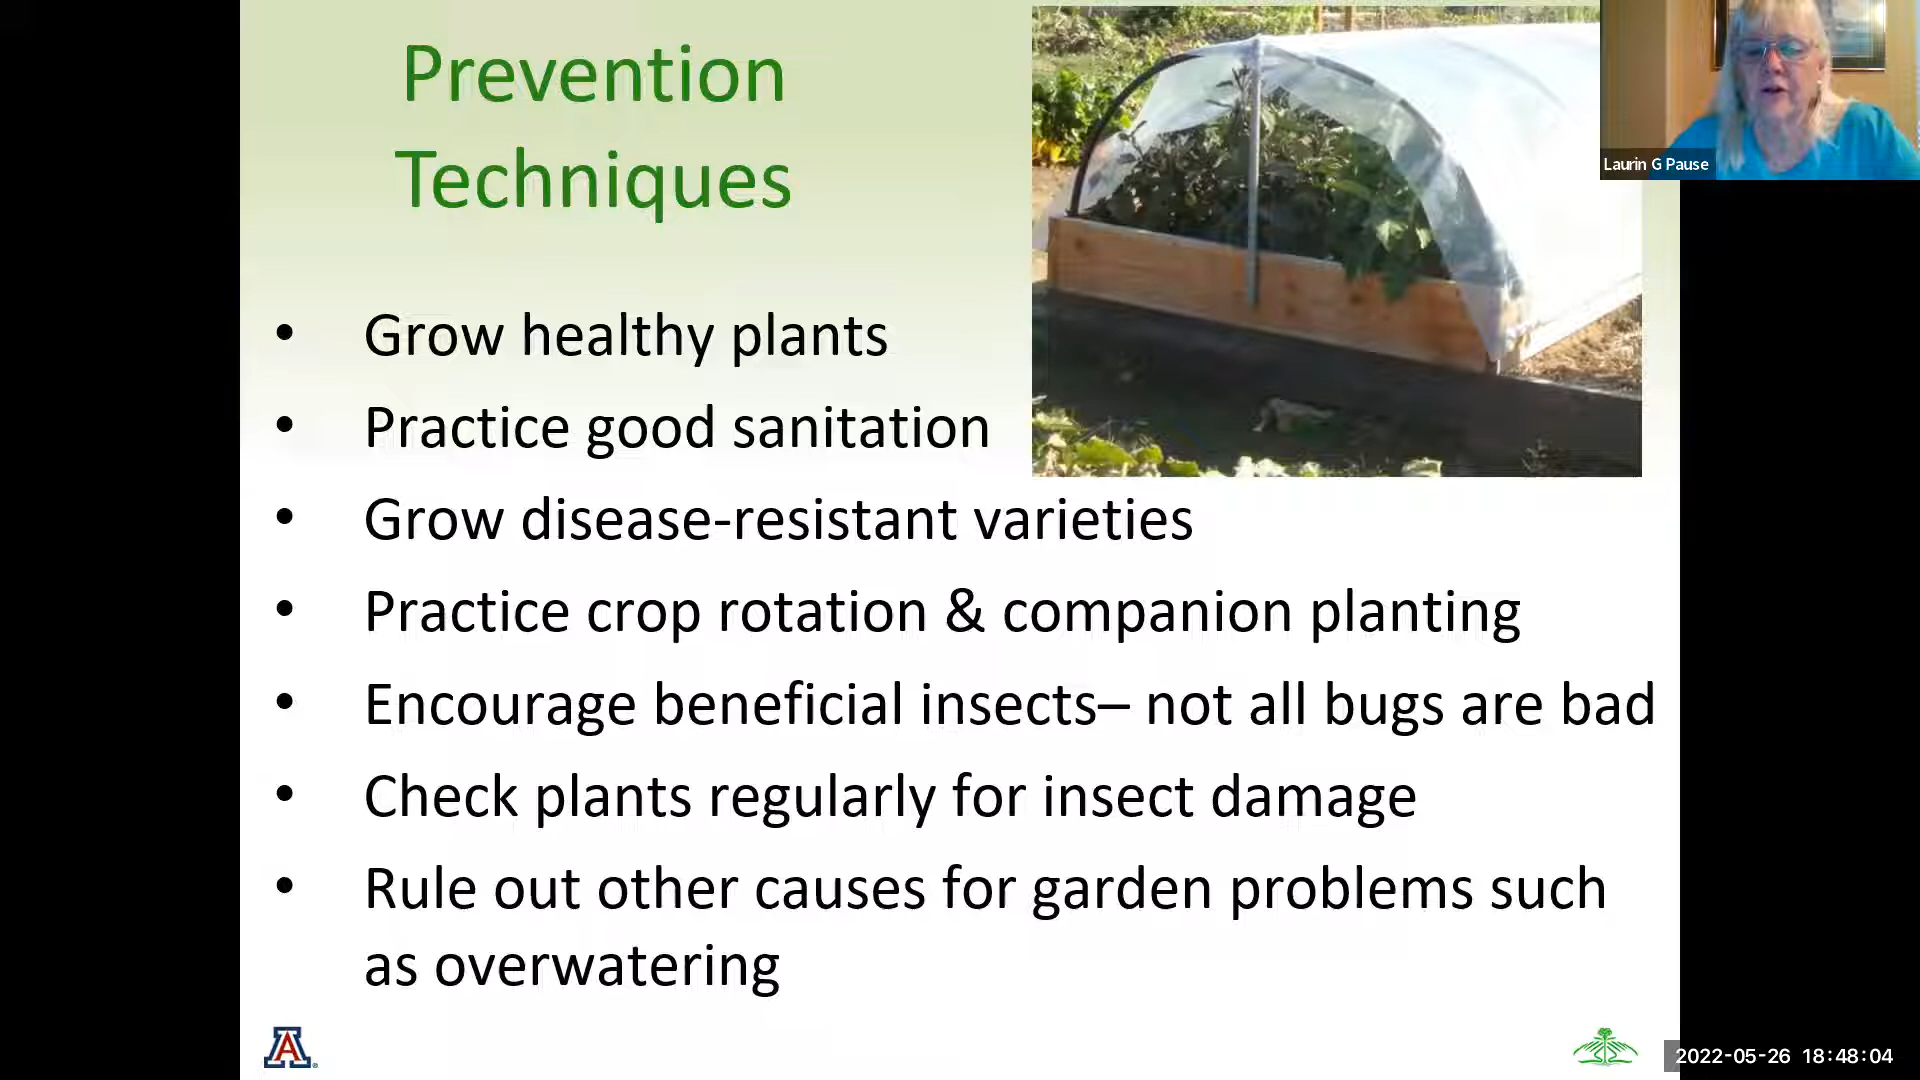 Prevention
Techniques
Laurin G Pause
• Grow healthy plants
• Practice good sanitation
• Grow disease-resistant varieties
• Practice crop rotation & companion planting
• Encourage beneficial insects– not all bugs are bad
• Check plants regularly for insect damage
• Rule out other causes for garden problems such
as overwatering
A
2022-05-26 18:48:04